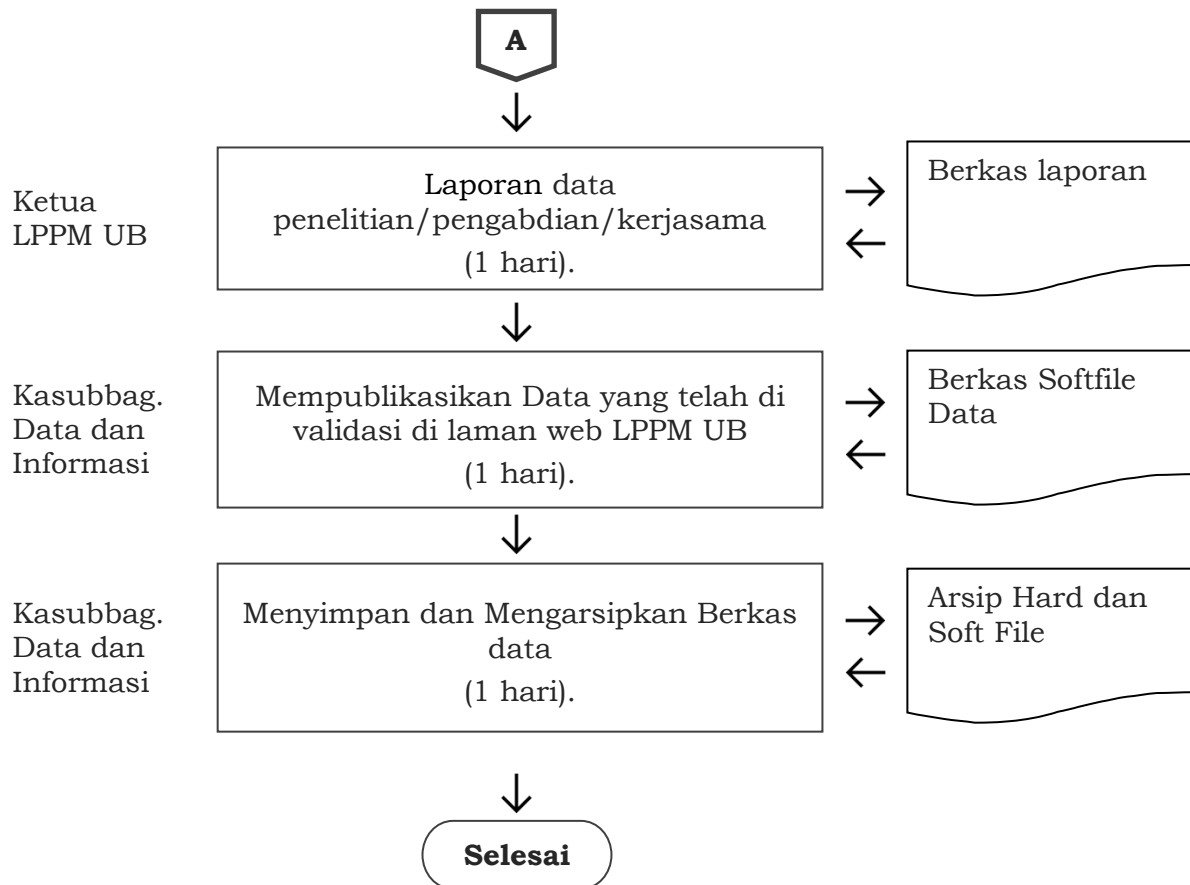 A
Ketua
LPPM UB
Laporan data
penelitian/pengabdian/kerjasama
(1 hari).
Berkas laporan
Kasubbag.
Data dan
Informasi
Mempublikasikan Data yang telah di
validasi di laman web LPPM UB
(1 hari).
Berkas Softfile
Data
Kasubbag.
Data dan
Informasi
Menyimpan dan Mengarsipkan Berkas
data
(1 hari).
Arsip Hard dan
Soft File
Selesai